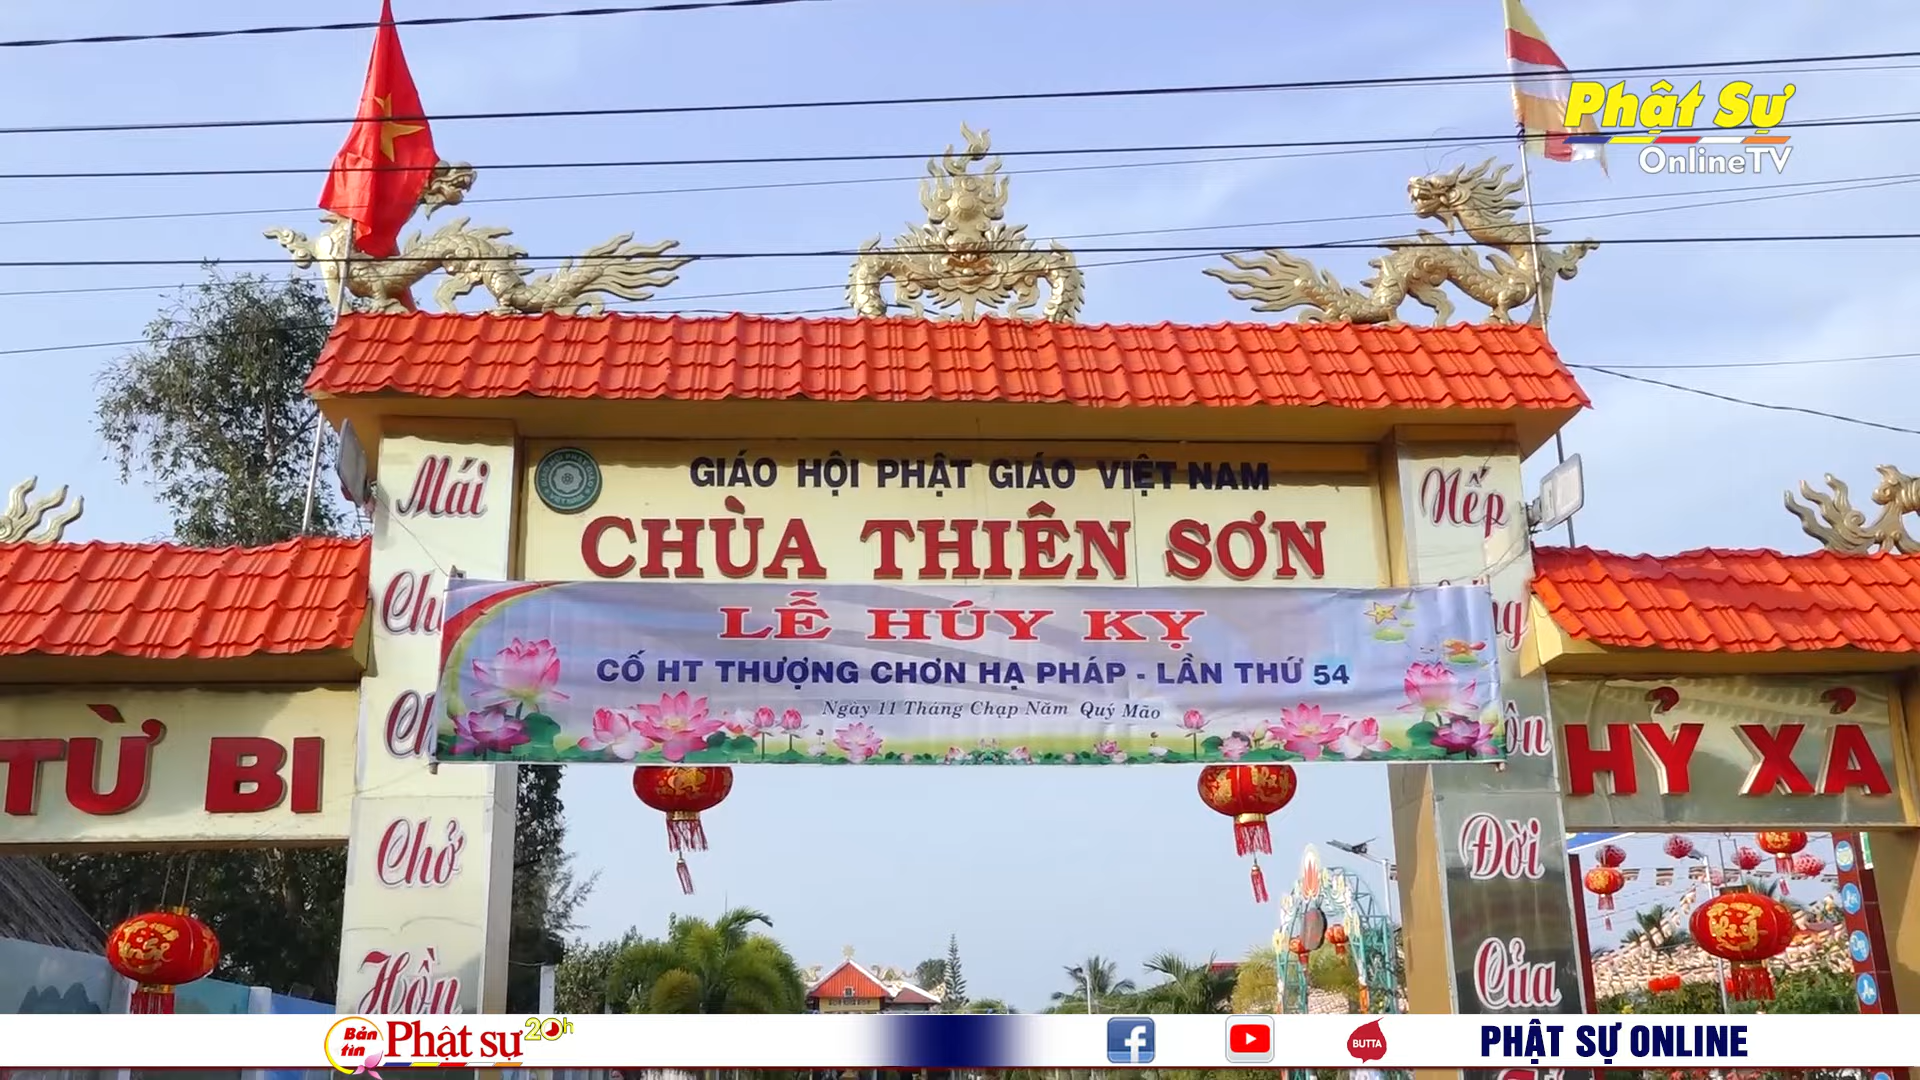 Phật Sự
OnlineTV
GIÁO HỘI PHẬT GIÁO VIỆT NAM
CHÙA THIÊN SƠN
LỄ HÚY KỴ
CỐ HT THƯỢNG CHƠN HẠ PHÁP - LẦN THỨ 54
Ngày 11 Tháng Chạp Năm Quý Mão
TỪ BI
HỶ XẢ
Mái
Chở
Hồn
Nếp
Đời
Của
Bản tin Phật sự 20h
BUTTA
PHẬT SỰ ONLINE